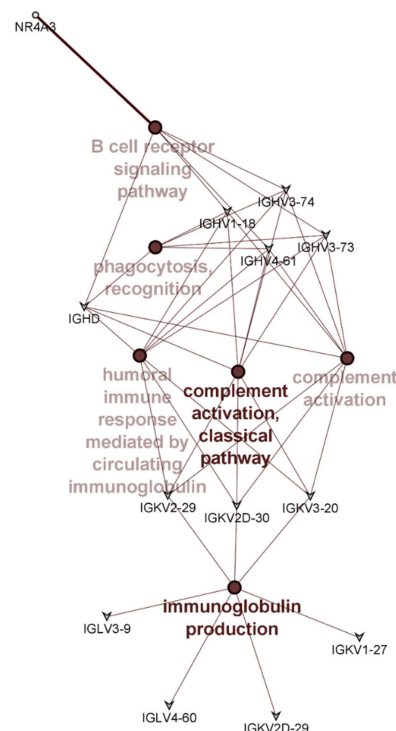 NR4A3
B cell receptor
signaling
pathway
IGHV3-74
IGHV1-18
IGHV3-73
IGHV4-61
phagocytosis,
recognition
IGHD
humoral
immune
response
mediated by
circulating
immunoglobulin
complement
activation,
classical
pathway
complement
activation
IGKV2-29
IGKV2D-30
IGKV3-20
immunoglobulin
production
IGLV3-9
IGKV1-27
IGLV4-60
IGKV2D-29